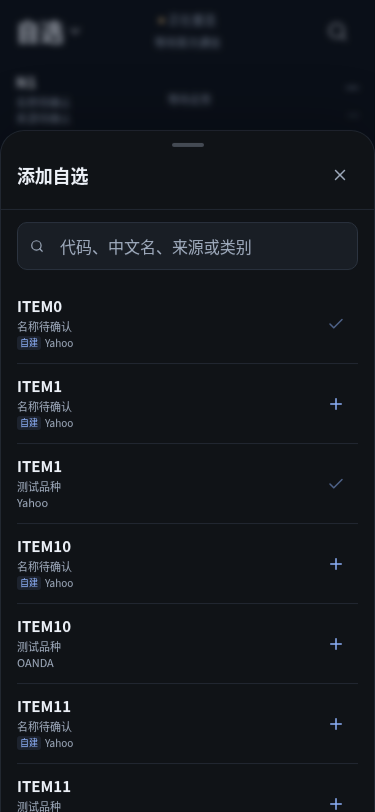 自选
添加自选
代码、中文名、来源或类别
ITEM0
名称待确认
自建 Yahoo
ITEM1
名称待确认
自建 Yahoo
ITEM1
测试品种
Yahoo
ITEM10
名称待确认
自建 Yahoo
ITEM10
测试品种
OANDA
ITEM11
名称待确认
自建 Yahoo
ITEM11
测试品种